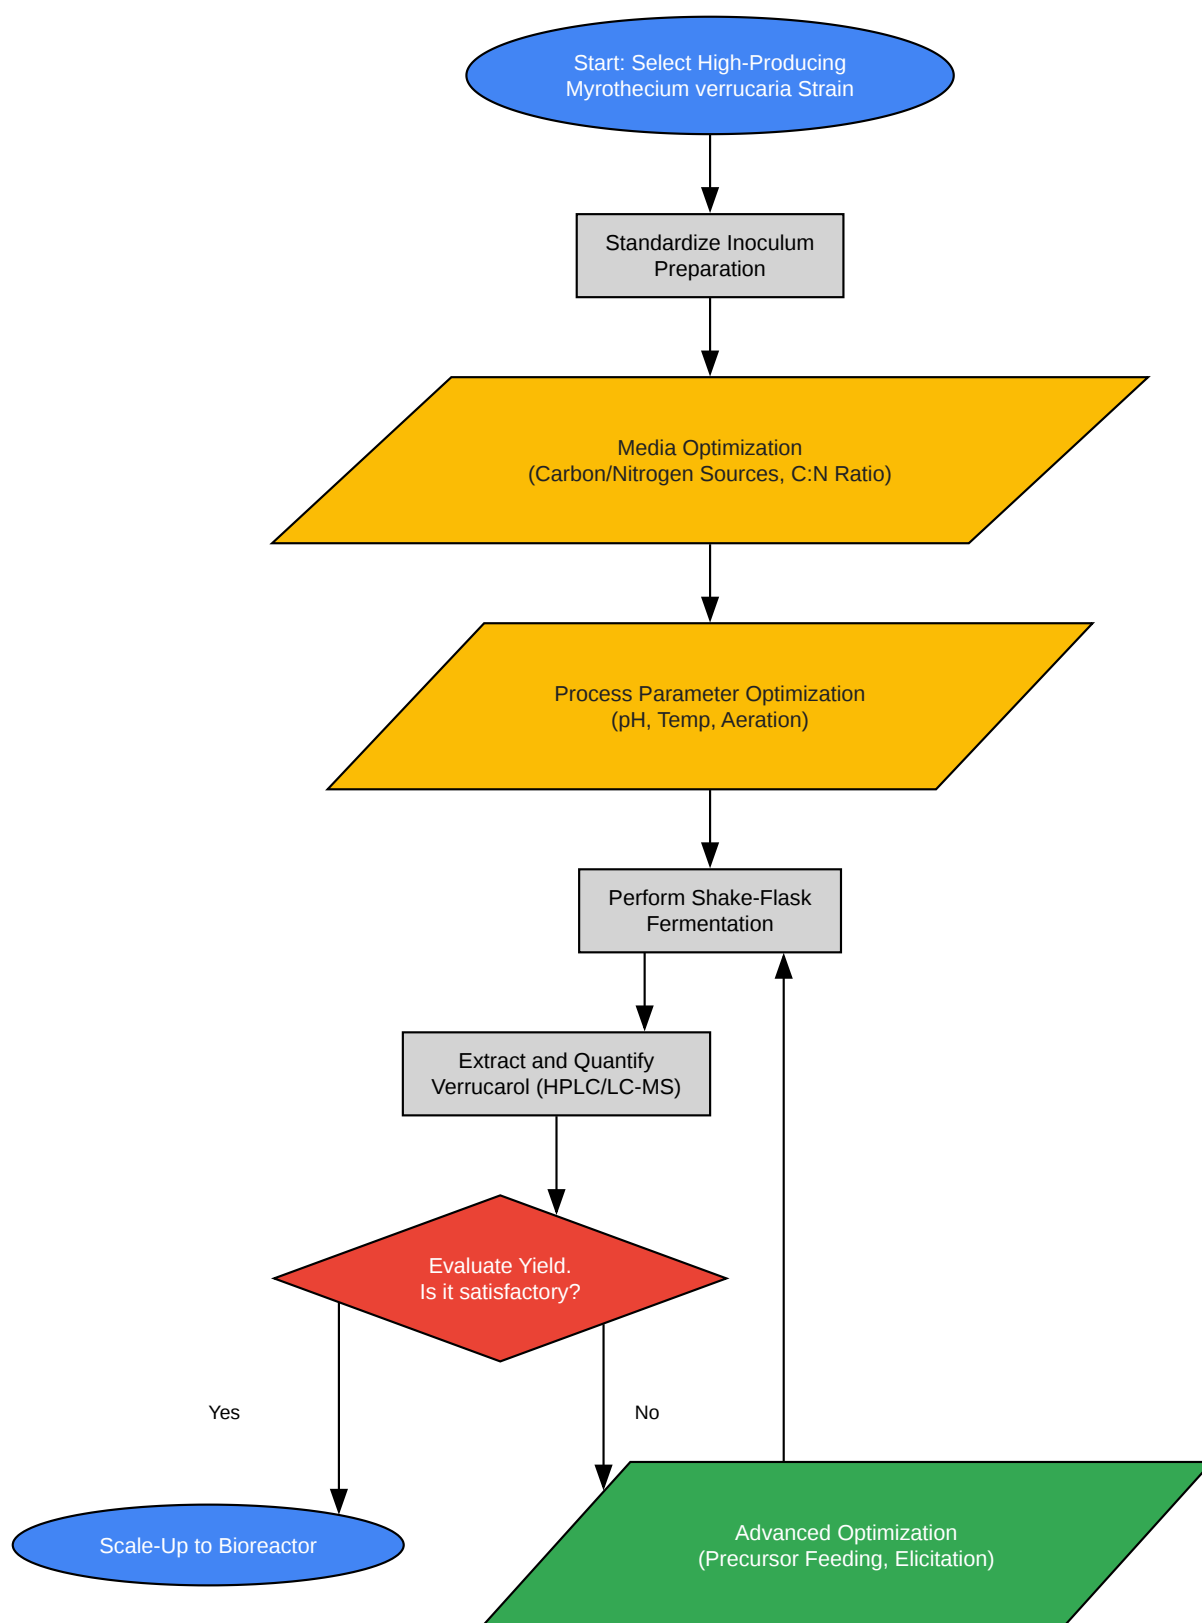 Start: Select High-Producing
Myrothecium verrucaria Strain
Standardize Inoculum
Preparation
Media Optimization
(Carbon/Nitrogen Sources, C:N Ratio)
Process Parameter Optimization
(pH, Temp, Aeration)
Perform Shake-Flask
Fermentation
Extract and Quantify
Verrucarol (HPLC/LC-MS)
Evaluate Yield.
Is it satisfactory?
Yes
No
Scale-Up to Bioreactor
Advanced Optimization
(Precursor Feeding, Elicitation)